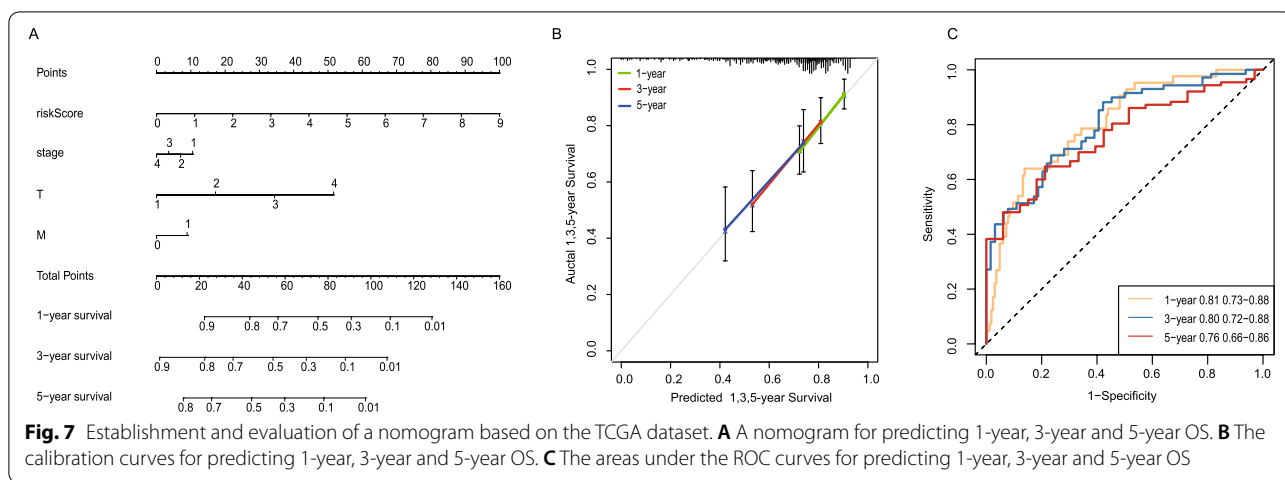 A
Points
0 10 20 30 40 50 60 70 80 90 100
riskScore
0 1 2 3 4 5 6 7 8 9
stage
3 1
4 2
T
2 4
1 3
M
1
0
Total Points
0 20 40 60 80 100 120 140 160
1−year survival
0.9 0.8 0.7 0.5 0.3 0.1 0.01
3−year survival
0.9 0.8 0.7 0.5 0.3 0.1 0.01
5−year survival
0.8 0.7 0.5 0.3 0.1 0.01
B
1−year
3−year
5−year
Auctal 1,3,5−year Survival
1.0
0.8
0.6
0.4
0.2
0.0
0.0 0.2 0.4 0.6 0.8 1.0
Predicted 1,3,5−year Survival
C
Sensitivity
1.0
0.8
0.6
0.4
0.2
0.0
1−year 0.81 0.73−0.88
3−year 0.80 0.72−0.88
5−year 0.76 0.66−0.86
0.0 0.2 0.4 0.6 0.8 1.0
1−Specificity
Fig. 7 Establishment and evaluation of a nomogram based on the TCGA dataset. A A nomogram for predicting 1-year, 3-year and 5-year OS. B The
calibration curves for predicting 1-year, 3-year and 5-year OS. C The areas under the ROC curves for predicting 1-year, 3-year and 5-year OS